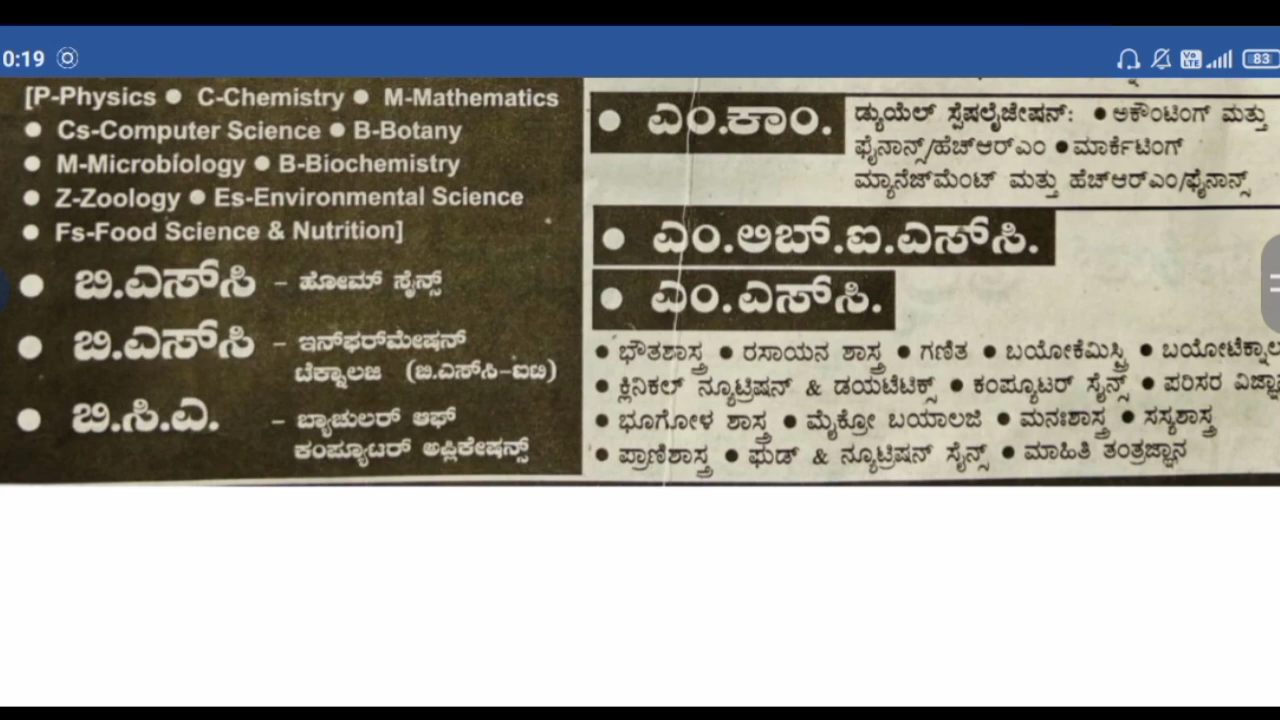 0:19
83
[P-Physics ● C-Chemistry ● M-Mathematics
● Cs-Computer Science ● B-Botany
● M-Microbiology ● B-Biochemistry
● Z-Zoology ● Es-Environmental Science
● Fs-Food Science & Nutrition]
● ಬಿ.ಎಸ್‌ಸಿ – ಹೋಮ್ ಸೈನ್ಸ್
● ಬಿ.ಎಸ್‌ಸಿ – ಇನ್‌ಫರ್‌ಮೇಷನ್
ಟೆಕ್ನಾಲಜಿ (ಬಿ.ಎಸ್‌ಸಿ-ಐಟಿ)
● ಬಿ.ಸಿ.ಎ. – ಬ್ಯಾಚುಲರ್ ಆಫ್
ಕಂಪ್ಯೂಟರ್ ಅಪ್ಲಿಕೇಷನ್ಸ್
● ಎಂ.ಕಾಂ. ಡ್ಯುಯೆಲ್ ಸ್ಪೆಷಲೈಜೇಷನ್: ● ಅಕೌಂಟಿಂಗ್ ಮತ್ತು
ಫೈನಾನ್ಸ್/ಹೆಚ್‌ಆರ್‌ಎಂ ● ಮಾರ್ಕೆಟಿಂಗ್
ಮ್ಯಾನೆಜ್‌ಮೆಂಟ್ ಮತ್ತು ಹೆಚ್‌ಆರ್‌ಎಂ/ಫೈನಾನ್ಸ್
● ಎಂ.ಅಬ್.ಐ.ಎಸ್‌ಸಿ.
● ಎಂ.ಎಸ್‌ಸಿ.
● ಭೌತಶಾಸ್ತ್ರ ● ರಸಾಯನ ಶಾಸ್ತ್ರ ● ಗಣಿತ ● ಬಯೋಕೆಮಿಸ್ಟ್ರಿ ● ಬಯೋಟೆಕ್ನಾಲ
● ಕ್ಲಿನಿಕಲ್ ನ್ಯೂಟ್ರಿಷನ್ & ಡಯಟೆಟಿಕ್ಸ್ ● ಕಂಪ್ಯೂಟರ್ ಸೈನ್ಸ್ ● ಪರಿಸರ
● ಭೂಗೋಳ ಶಾಸ್ತ್ರ ● ಮೈಕ್ರೋ ಬಯಾಲಜಿ ● ಮನಃಶಾಸ್ತ್ರ ● ಸಸ್ಯಶಾಸ್ತ್ರ
● ಪ್ರಾಣಿಶಾಸ್ತ್ರ ● ಫುಡ್ & ನ್ಯೂಟ್ರಿಷನ್ ಸೈನ್ಸ್ ● ಮಾಹಿತಿ ತಂತ್ರಜ್ಞಾನ